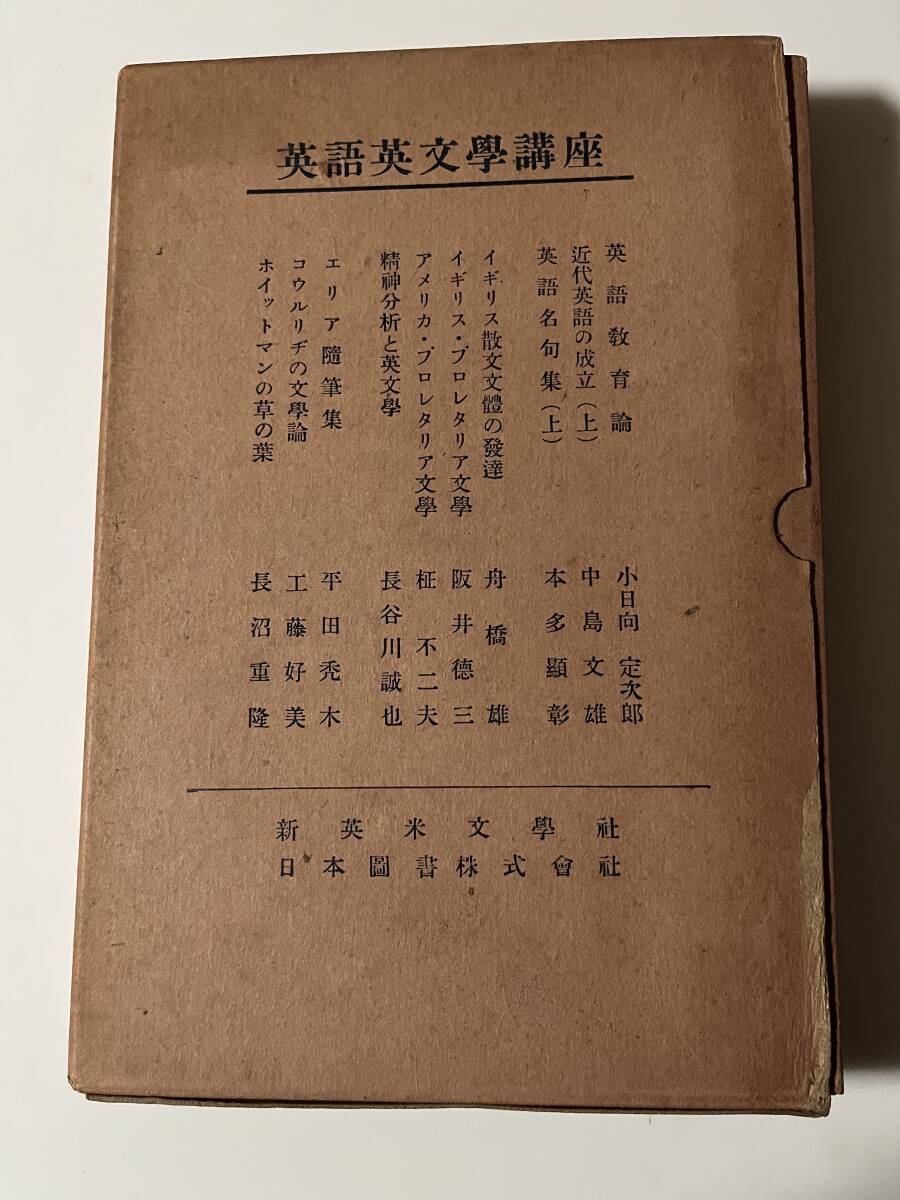 英語英文學講座
英語教育論 小日向定次郎
近代英語の成立(上) 中島文雄
英語名句集(上) 本多顯彰
イギリス散文文體の發達 舟橋雄
イギリス・プロレタリア文學 阪井德三
アメリカ・プロレタリア文學 柾不二夫
精神分析と英文學 長谷川誠也
エリア隨筆集 平田禿木
コウルリヂの文學論 工藤好美
ホイットマンの草の葉 長沼重隆
新英米文學社
日本圖書株式會社